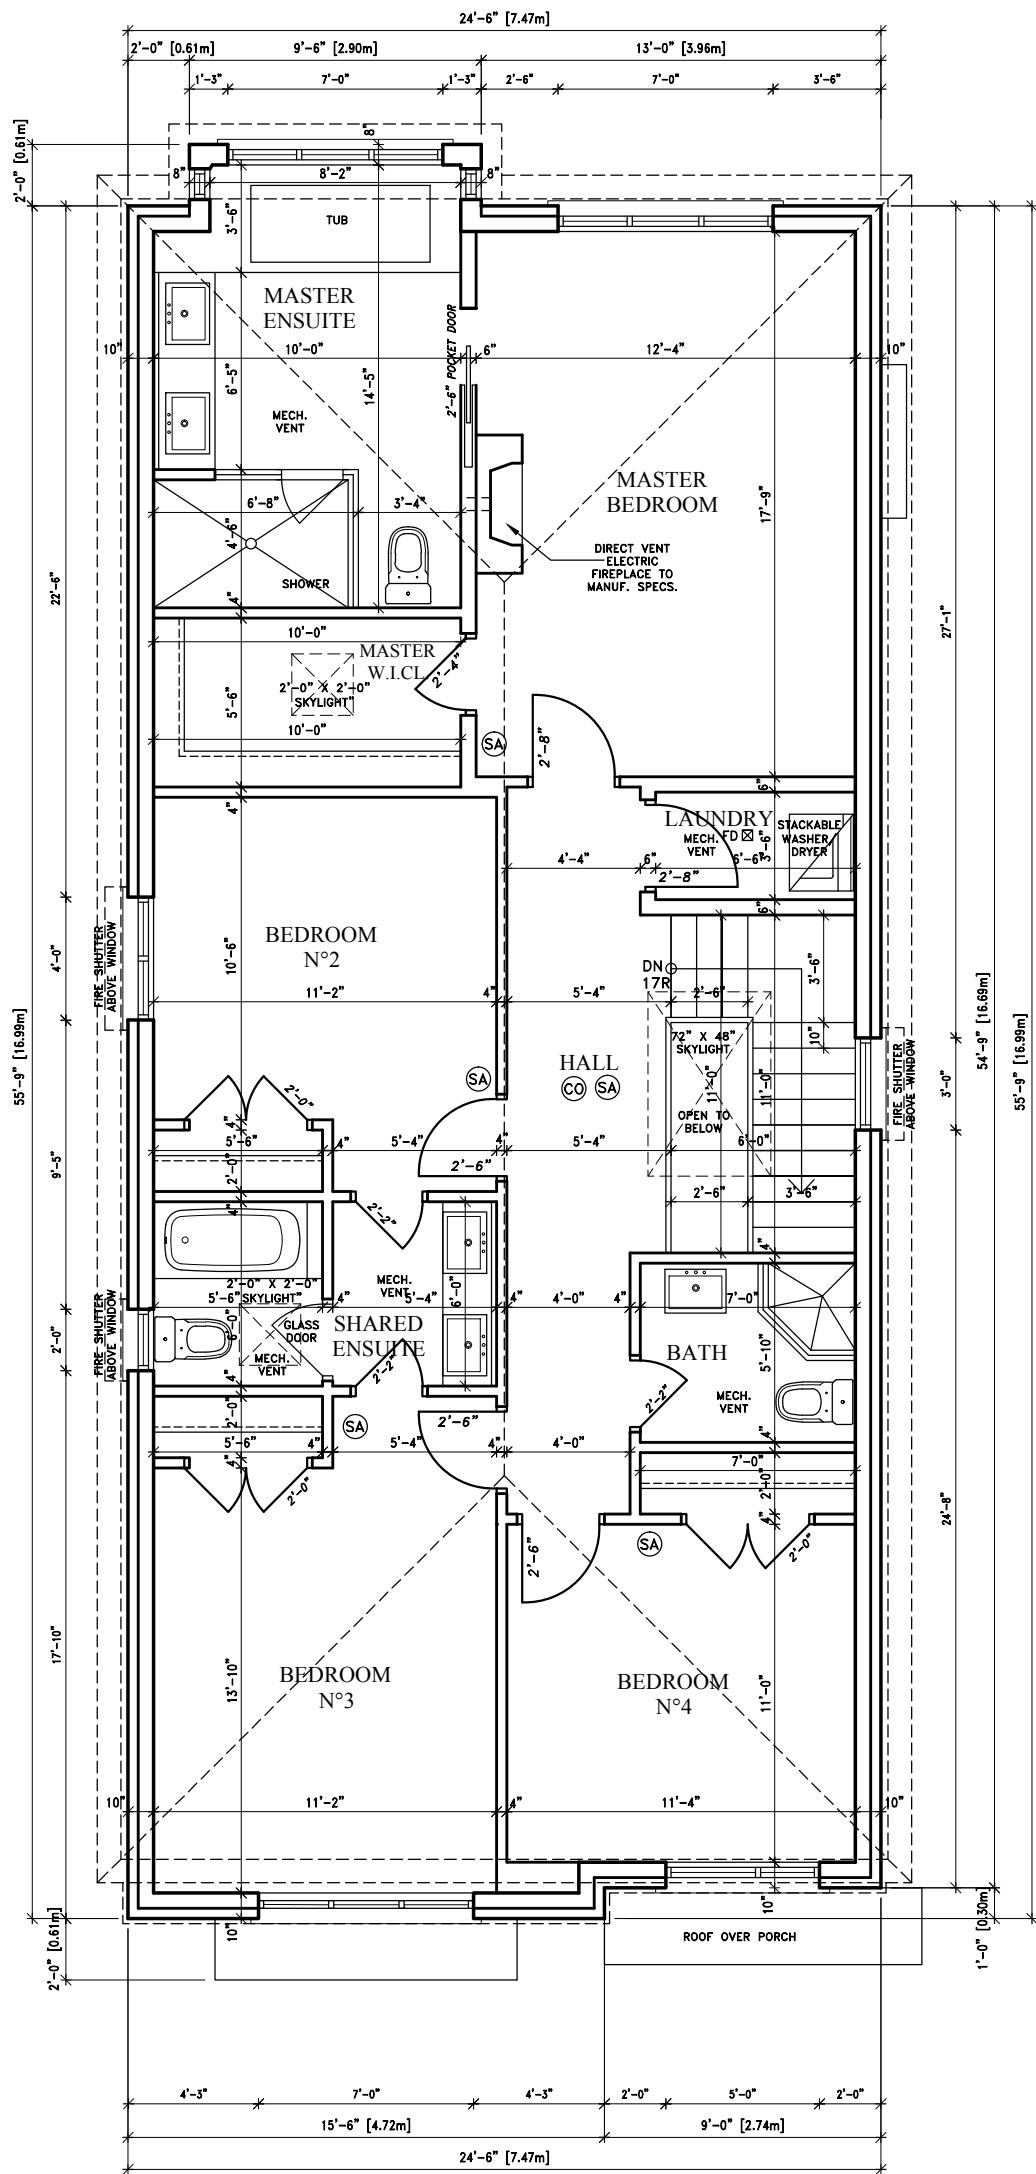 24'-6" [7.47m]
2'-0" [0.61m]
9'-6" [2.90m]
13'-0" [3.96m]
1'-3"
7'-0"
1'-3"
2'-6"
7'-0"
3'-6"
2'-0" [0.61m]
8"
8"
8'-2"
8"
TUB
3'-6"
MASTER
ENSUITE
2'-6" POCKET DOOR
10"
10'-0"
6"
12'-4"
10"
6'-5"
14'-5"
MECH.
VENT
MASTER
BEDROOM
17'-9"
6'-8"
3'-4"
4'-6"
SHOWER
DIRECT VENT
ELECTRIC
FIREPLACE TO
MANUF. SPECS.
22'-6"
27'-1"
4"
10'-0"
MASTER
W.I.CL.
2'-4"
2'-0" X 2'-0"
SKYLIGHT"
5'-6"
10'-0"
SA
2'-8"
4"
6"
LAUNDRY
MECH.
VENT
FD
STACKABLE
WASHER
DRYER
3'-6"
4'-4"
6"
6'-6"
2'-8"
6"
BEDROOM
N°2
10'-6"
FIRE SHUTTER
ABOVE WINDOW
4'-0"
11'-2"
4"
5'-4"
DN
17R
2'-6"
3'-6"
10"
55'-9" [16.99m]
54'-9" [16.69m]
55'-9" [16.99m]
72" X 48"
SKYLIGHT
HALL
CO
SA
SA
11'-0"
11'-0"
OPEN TO
BELOW
3'-0"
FIRE SHUTTER
ABOVE WINDOW
2'-0"
4"
5'-6"
4"
5'-4"
4"
5'-4"
6'-0"
9'-5"
2'-0"
2'-6"
2'-6"
3'-6"
4"
2'-2"
4"
MECH.
VENT
2'-0" X 2'-0"
SKYLIGHT"
5'-6"
5'-4"
6'-0"
4"
4'-0"
4"
7'-0"
FIRE SHUTTER
ABOVE WINDOW
2'-0"
6'-0"
GLASS
DOOR
MECH.
VENT
SHARED
ENSUITE
BATH
5'-10"
2'-2"
2'-2"
MECH.
VENT
4"
2'-0"
SA
2'-6"
5'-6"
4"
5'-4"
4"
4'-0"
4"
7'-0"
4"
2'-0"
2'-0"
4"
24'-8"
SA
2'-6"
2'-0"
17'-10"
13'-10"
BEDROOM
N°3
BEDROOM
N°4
11'-0"
10"
11'-2"
4"
11'-4"
10"
10"
10"
2'-0" [0.61m]
ROOF OVER PORCH
1'-0" [0.30m]
4'-3"
7'-0"
4'-3"
2'-0"
5'-0"
2'-0"
15'-6" [4.72m]
9'-0" [2.74m]
24'-6" [7.47m]